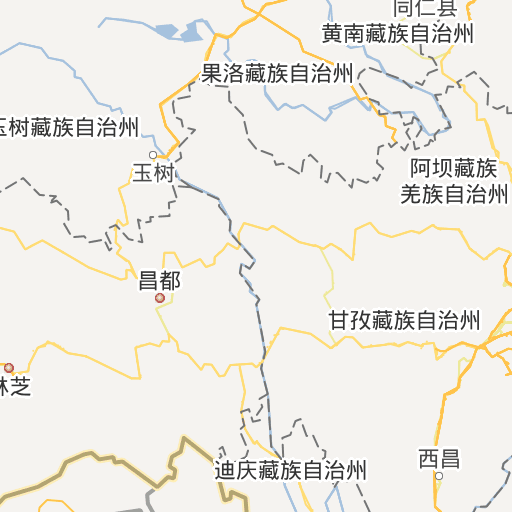 同仁县
黄南藏族自治州
果洛藏族自治州
玉树藏族自治州
玉树
阿坝藏族
羌族自治州
昌都
甘孜藏族自治州
林芝
西昌
迪庆藏族自治州